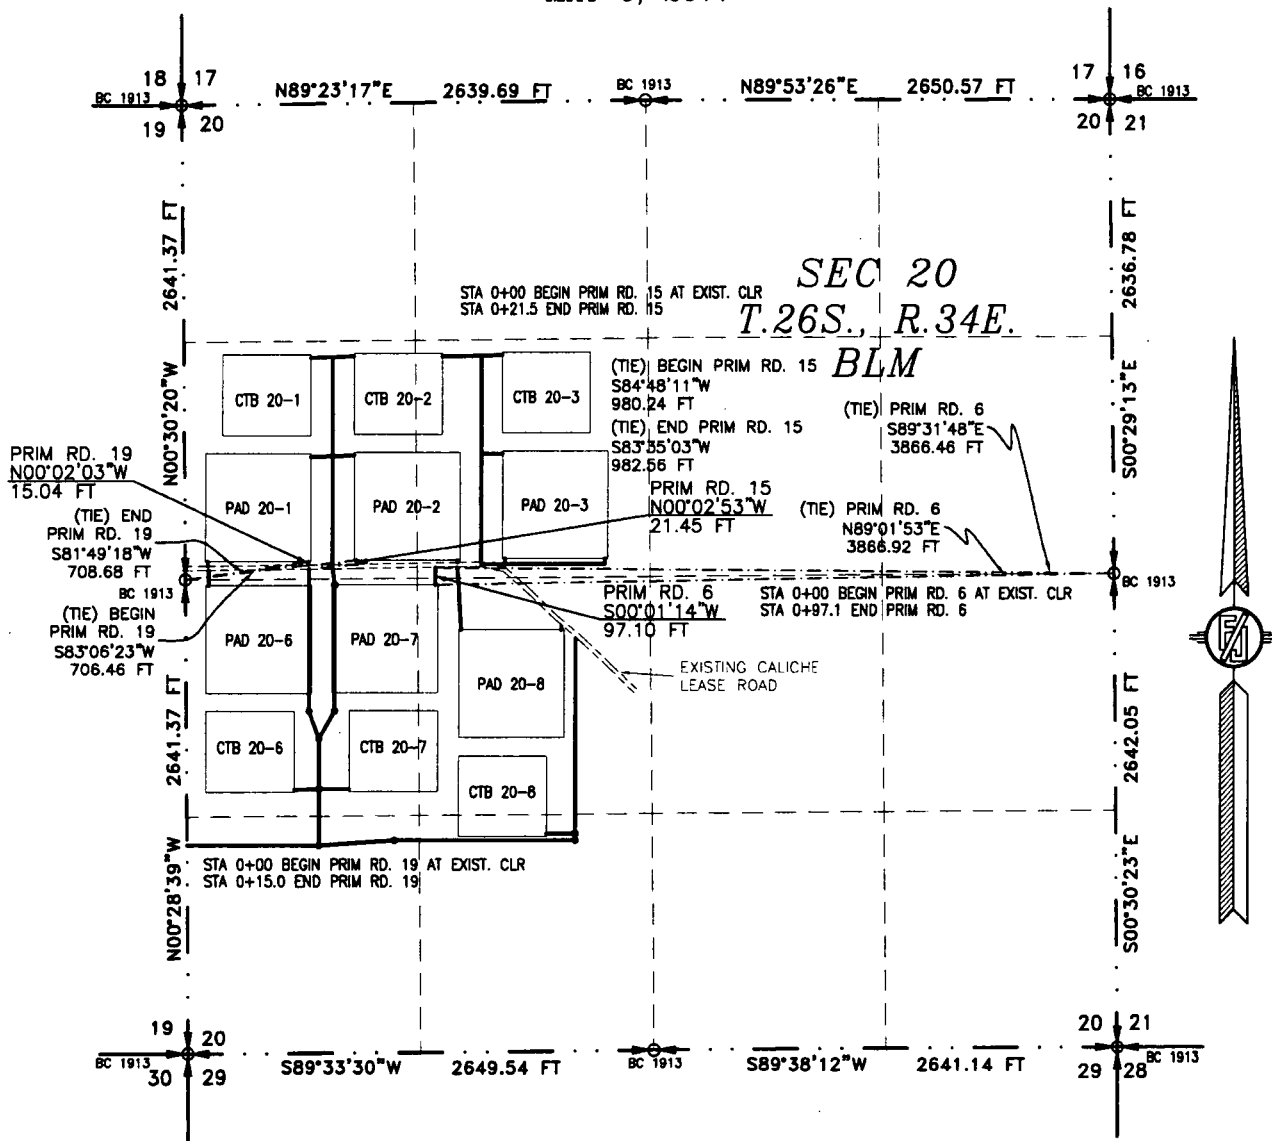 18 17
17 16
BC 1913
N89°23'17"E 2639.69 FT
BC 1913
N89°53'26"E 2650.57 FT
BC 1913
19 20
20 21
2641.37 FT
N00°30'20"W
2636.78 FT
S00°29'13"E
SEC 20
T.26S., R.34E.
BLM
STA 0+00 BEGIN PRIM RD. 15 AT EXIST. CLR
STA 0+21.5 END PRIM RD. 15
CTB 20-1
CTB 20-2
CTB 20-3
(TIE) BEGIN PRIM RD. 15
S84°48'11"W
980.24 FT
(TIE) END PRIM RD. 15
S83°35'03"W
982.56 FT
(TIE) PRIM RD. 6
S89°31'48"E
3866.46 FT
PRIM RD. 19
N00°02'03"W
15.04 FT
PAD 20-1
PAD 20-2
PAD 20-3
PRIM RD. 15
N00°02'53"W
21.45 FT
(TIE) PRIM RD. 6
N89°01'53"E
3866.92 FT
(TIE) END
PRIM RD. 19
S81°49'18"W
708.68 FT
BC 1913
BC 1913
(TIE) BEGIN
PRIM RD. 19
S83°06'23"W
706.46 FT
PRIM RD. 6
S00°01'14"W
97.10 FT
STA 0+00 BEGIN PRIM RD. 6 AT EXIST. CLR
STA 0+97.1 END PRIM RD. 6
PAD 20-6
PAD 20-7
PAD 20-8
EXISTING CALICHE
LEASE ROAD
CTB 20-6
CTB 20-7
CTB 20-8
2641.37 FT
N00°28'39"W
2642.05 FT
S00°30'23"E
STA 0+00 BEGIN PRIM RD. 19 AT EXIST. CLR
STA 0+15.0 END PRIM RD. 19
19 20
20 21
BC 1913
S89°33'30"W 2649.54 FT
BC 1913
S89°38'12"W 2641.14 FT
BC 1913
30 29
29 28